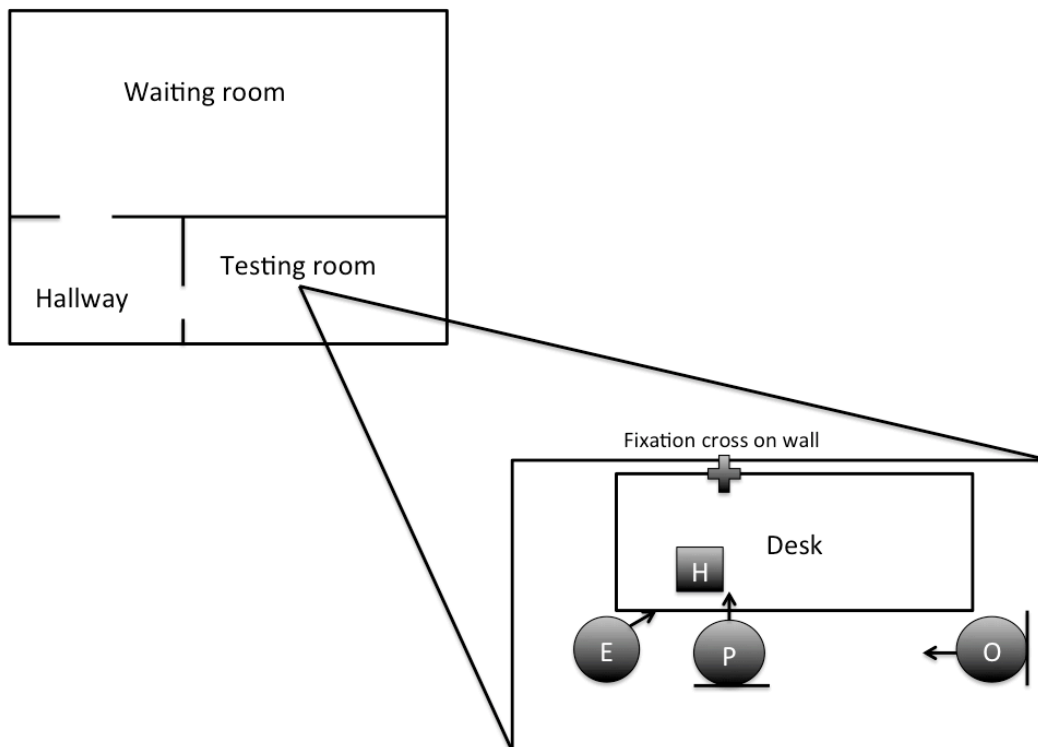 Waiting room
Testing room
Hallway
Fixation cross on wall
Desk
H
E
P
O